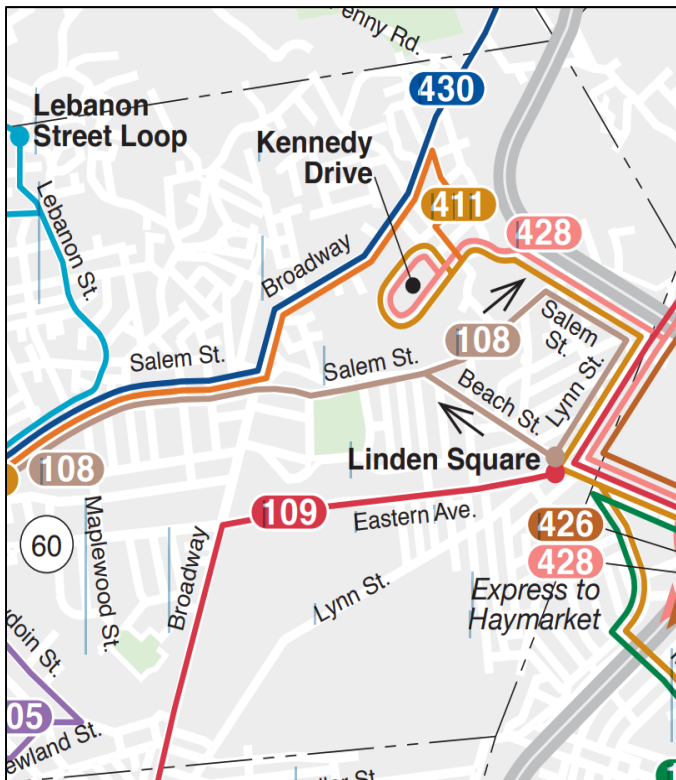 Penny Rd.
430
Lebanon
Street Loop
Kennedy
Drive
411
428
Lebanon St.
Broadway
Salem St.
Salem St.
108
Salem
St.
Lynn St.
Beach St.
Linden Square
108
109
Eastern Ave.
Maplewood St.
60
Broadway
Lynn St.
426
428
Express to
Haymarket
doin St.
05
ewland St.